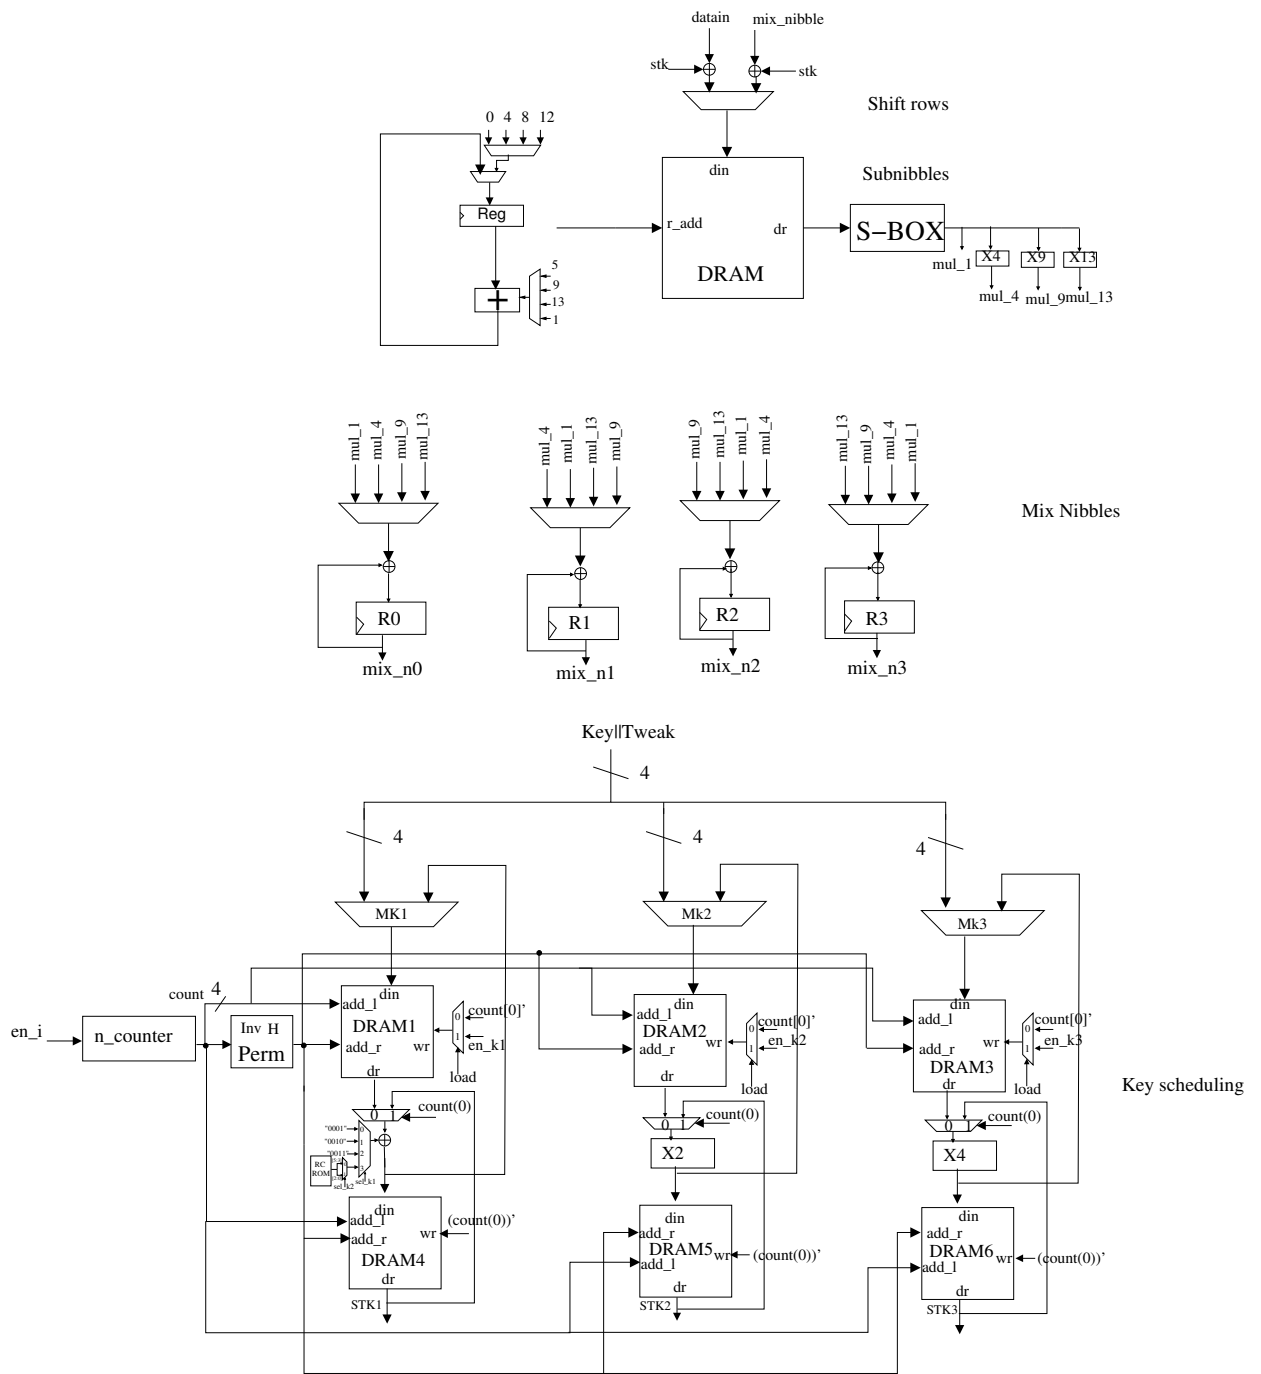 datain mix_nibble
stk stk
Shift rows
0 4 8 12
din
Subnibbles
Reg
r_add dr
S-BOX
DRAM
mul_1 X4 X9 X13
mul_4 mul_9 mul_13
5
9
13
1
+
mul_1 mul_4 mul_9 mul_13
mul_4 mul_1 mul_13 mul_9
mul_9 mul_13 mul_1 mul_4
mul_13 mul_9 mul_4 mul_1
Mix Nibbles
R0 R1 R2 R3
mix_n0 mix_n1 mix_n2 mix_n3
Key||Tweak
4
4 4 4
MK1 Mk2 Mk3
count 4
en_i
n_counter
Inv H
Perm
din
add_l
DRAM1
add_r wr
dr
0 count[0]'
1 en_k1
load
din
add_l
DRAM2
add_r wr
dr
0 count[0]'
1 en_k2
load
din
add_l
add_r wr
DRAM3
dr
0 count[0]'
1 en_k3
load
Key scheduling
0 1 count(0)
0 1 count(0)
0 1 count(0)
"0001" 0
"0010" 1
"0011" 2
3
RC
ROM
sel_k2 sel_k1
X2 X4
din
add_l
add_r wr (count(0))'
DRAM4
dr
STK1
din
add_r
DRAM5 wr (count(0))'
add_l
dr
STK2
din
add_r
DRAM6 wr (count(0))'
add_l
dr
STK3